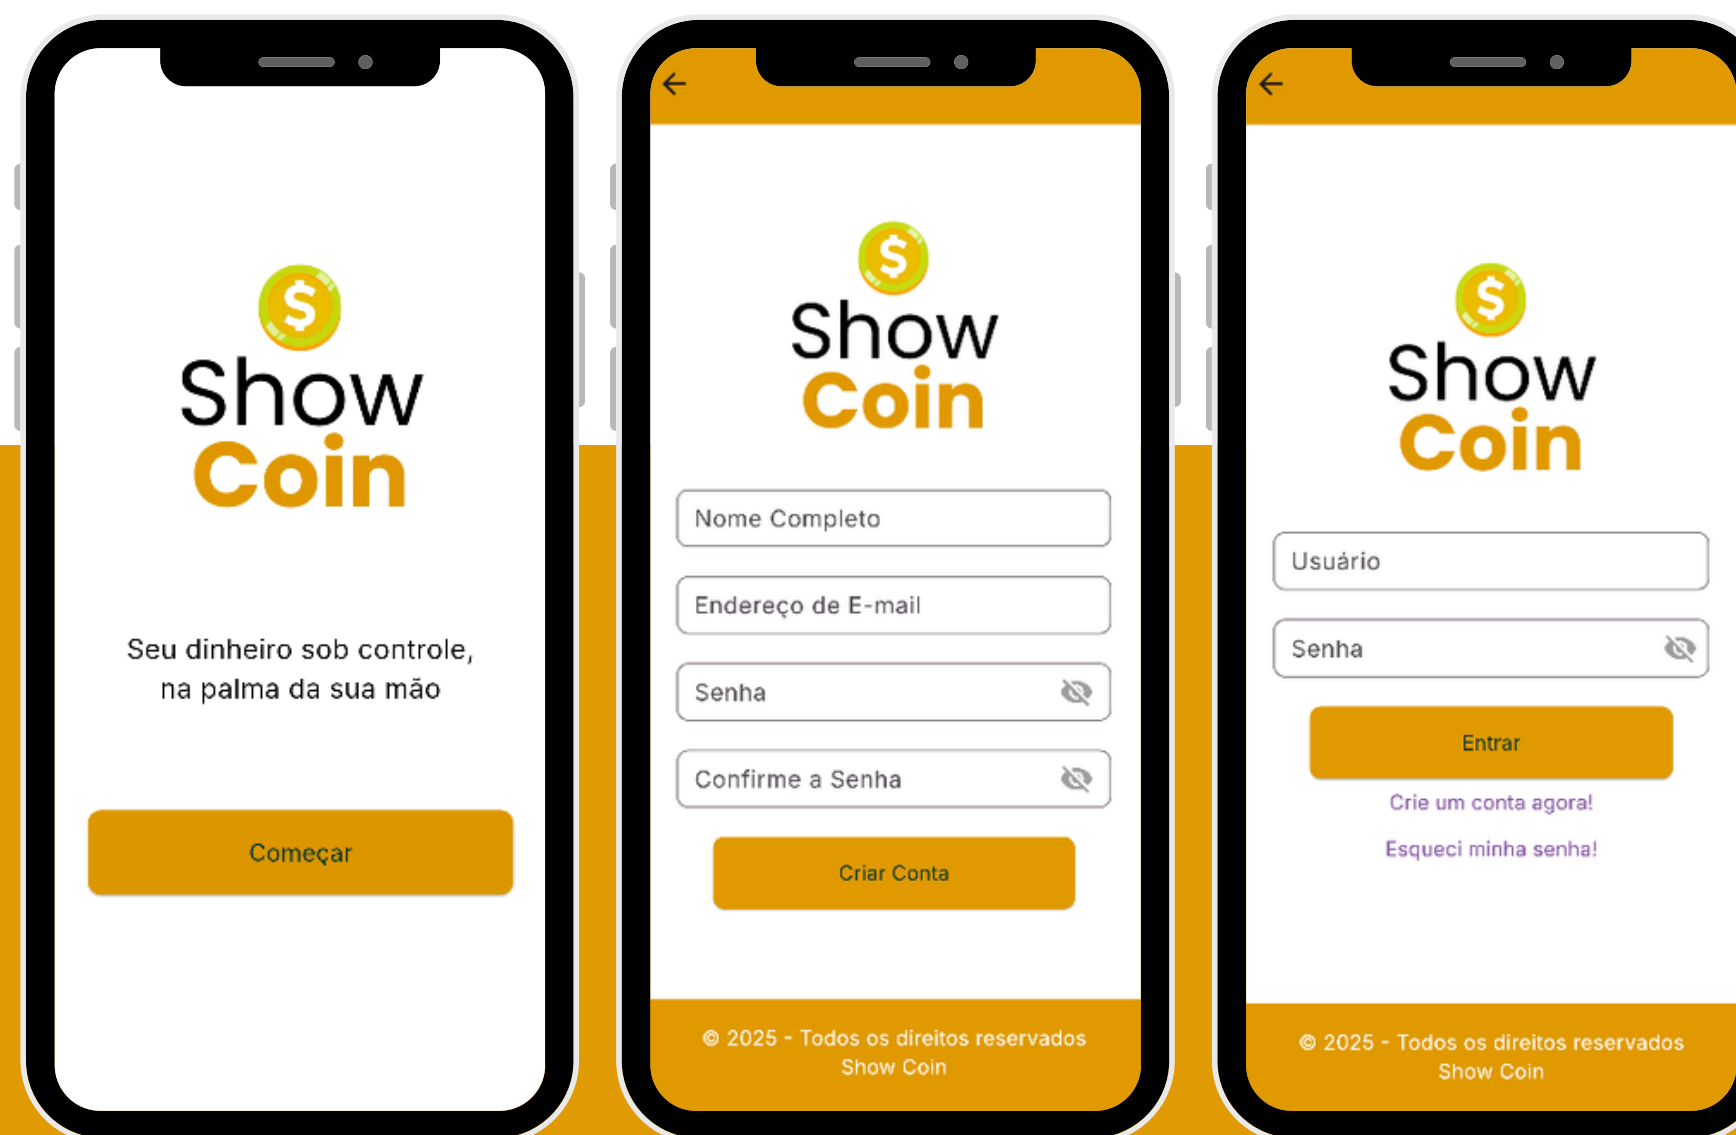 $
Show
Coin
Seu dinheiro sob controle,
na palma da sua mão
Começar
$
Show
Coin
Nome Completo
Endereço de E-mail
Senha
Confirme a Senha
Criar Conta
© 2025 - Todos os direitos reservados
Show Coin
$
Show
Coin
Usuário
Senha
Entrar
Crie um conta agora!
Esqueci minha senha!
© 2025 - Todos os direitos reservados
Show Coin